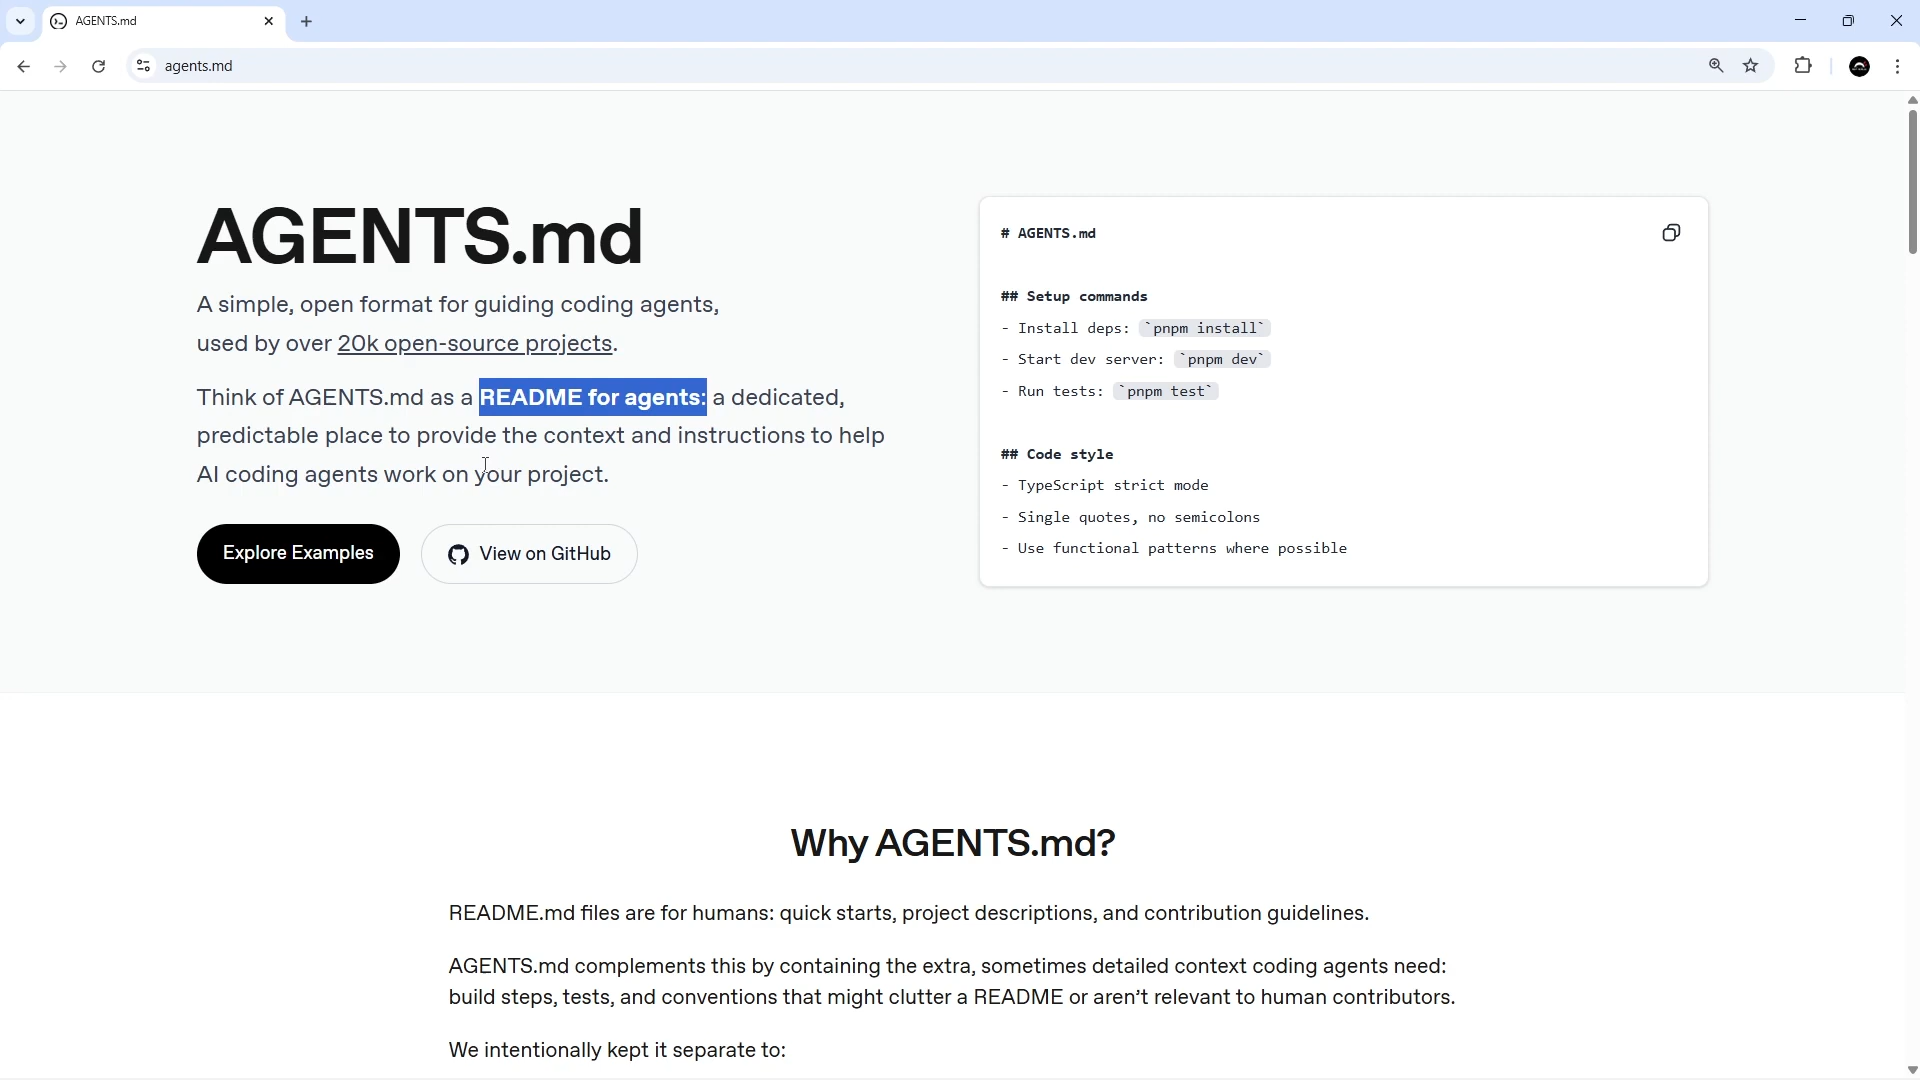 AGENTS.md
agents.md
AGENTS.md
A simple, open format for guiding coding agents,
used by over 20k open-source projects.
Think of AGENTS.md as a README for agents: a dedicated,
predictable place to provide the context and instructions to help
AI coding agents work on your project.
Explore Examples
View on GitHub
# AGENTS.md
## Setup commands
- Install deps: `pnpm install`
- Start dev server: `pnpm dev`
- Run tests: `pnpm test`
## Code style
- TypeScript strict mode
- Single quotes, no semicolons
- Use functional patterns where possible
Why AGENTS.md?
README.md files are for humans: quick starts, project descriptions, and contribution guidelines.
AGENTS.md complements this by containing the extra, sometimes detailed context coding agents need:
build steps, tests, and conventions that might clutter a README or aren’t relevant to human contributors.
We intentionally kept it separate to: